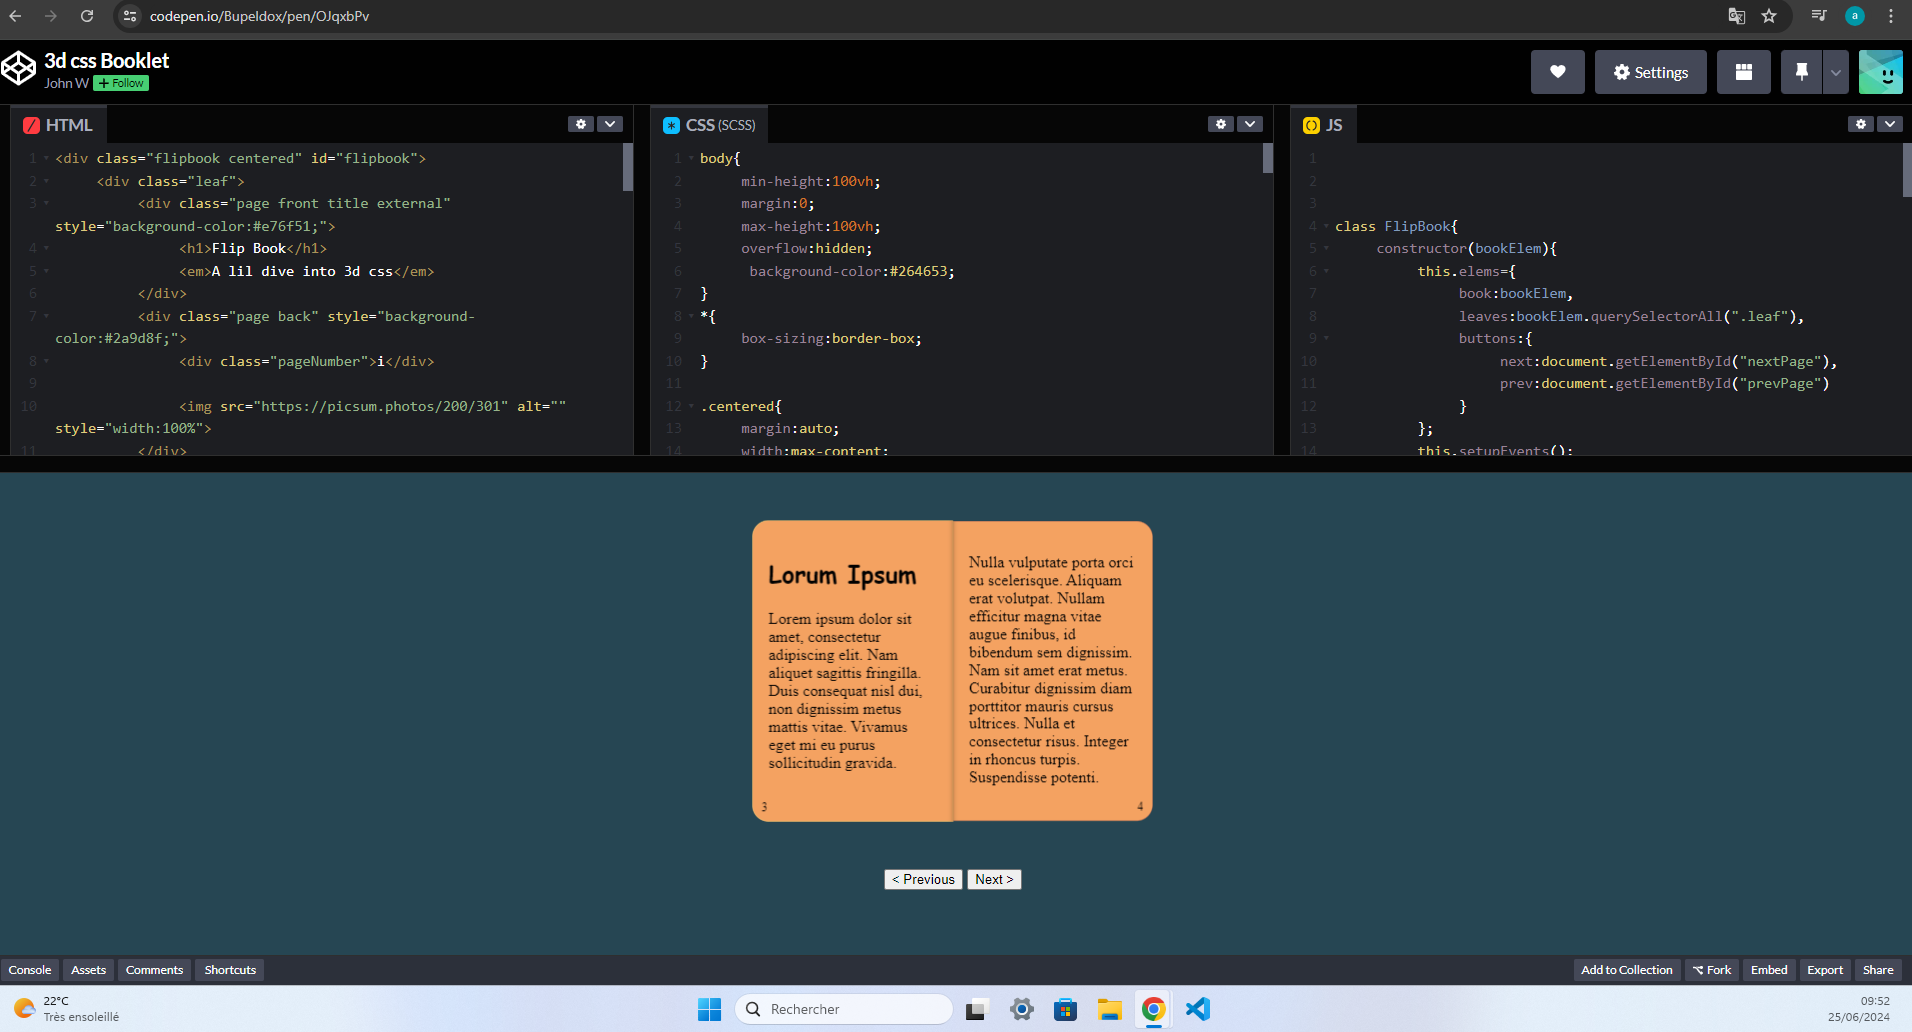 codepen.io/Bupeldox/pen/OJqxbPv
a
3d css Booklet
John W + Follow
Settings
HTML
1 <div class="flipbook centered" id="flipbook">
2 <div class="leaf">
3 <div class="page front title external"
style="background-color:#e76f51;">
4 <h1>Flip Book</h1>
5 <em>A lil dive into 3d css</em>
6 </div>
7 <div class="page back" style="background-
color:#2a9d8f;">
8 <div class="pageNumber">i</div>
9
10 <img src="https://picsum.photos/200/301" alt=""
style="width:100%">
11 </div>
CSS (SCSS)
1 body{
2 min-height:100vh;
3 margin:0;
4 max-height:100vh;
5 overflow:hidden;
6 background-color:#264653;
7 }
8 *{
9 box-sizing:border-box;
10 }
11
12 .centered{
13 margin:auto;
14 width:max-content;
JS
1
2
3
4 class FlipBook{
5 constructor(bookElem){
6 this.elems={
7 book:bookElem,
8 leaves:bookElem.querySelectorAll(".leaf"),
9 buttons:{
10 next:document.getElementById("nextPage"),
11 prev:document.getElementById("prevPage")
12 }
13 };
14 this.setupEvents();
Lorum Ipsum
Lorem ipsum dolor sit
amet, consectetur
adipiscing elit. Nam
aliquet sagittis fringilla.
Duis consequat nisl dui,
non dignissim metus
mattis vitae. Vivamus
eget mi eu purus
sollicitudin gravida.
3
Nulla vulputate porta orci
eu scelerisque. Aliquam
erat volutpat. Nullam
efficitur magna vitae
augue finibus, id
bibendum sem dignissim.
Nam sit amet erat metus.
Curabitur dignissim diam
porttitor mauris cursus
ultrices. Nulla et
consectetur risus. Integer
in rhoncus turpis.
Suspendisse potenti.
4
< Previous Next >
Console Assets Comments Shortcuts
Add to Collection Fork Embed Export Share
22°C
Très ensoleillé
Rechercher
09:52
25/06/2024